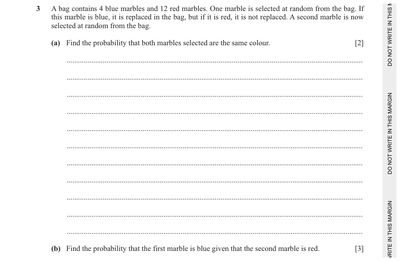 3 A bag contains 4 blue marbles and 12 red marbles. One marble is selected at random from the bag. If
this marble is blue, it is replaced in the bag, but if it is red, it is not replaced. A second marble is now
selected at random from the bag.
(a) Find the probability that both marbles selected are the same colour. [2]
(b) Find the probability that the first marble is blue given that the second marble is red. [3]
DO NOT WRITE IN THIS M
DO NOT WRITE IN THIS MARGIN
WRITE IN THIS MARGIN